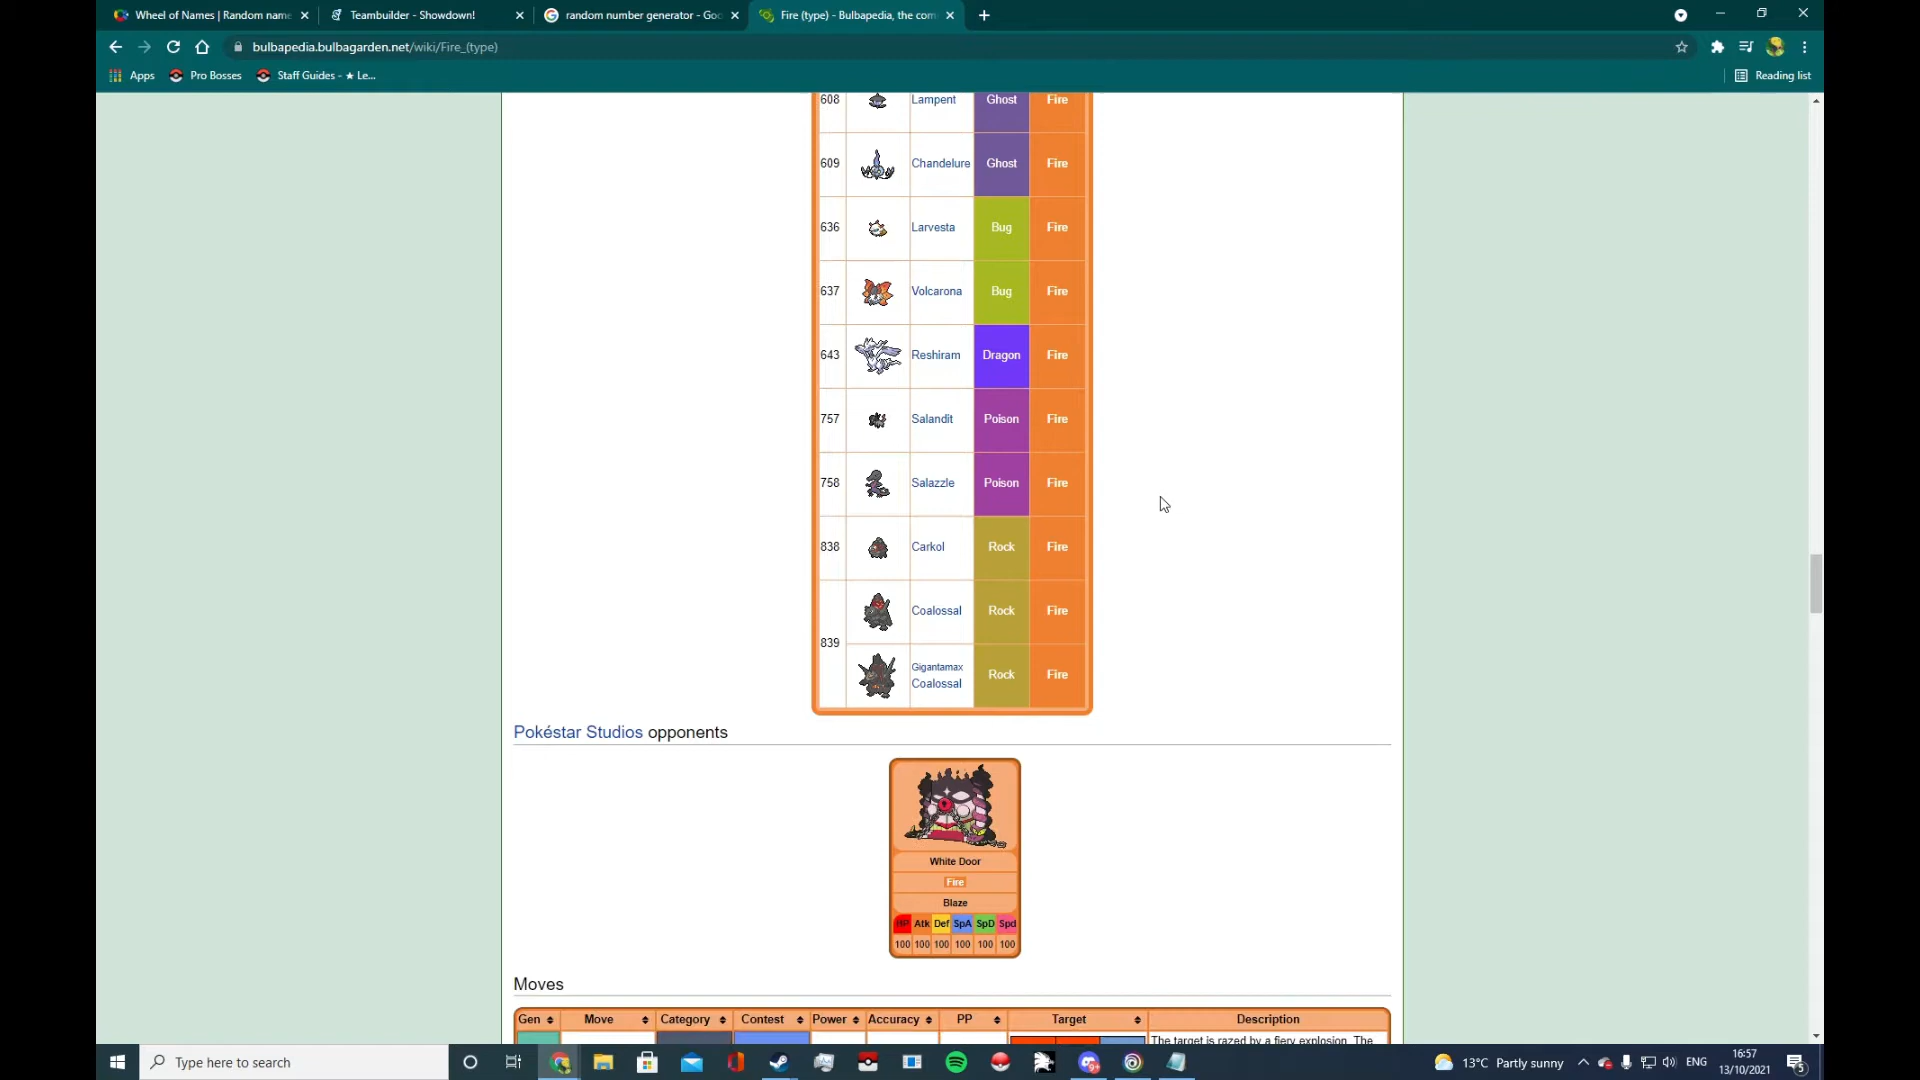 Wheel of Names | Random name
Teambuilder - Showdown!
random number generator - Goo
Fire (type) - Bulbapedia, the com
bulbapedia.bulbagarden.net/wiki/Fire_(type)
Apps
Pro Bosses
Staff Guides - ★ Le...
Reading list
608 Lampent Ghost Fire
609 Chandelure Ghost Fire
636 Larvesta Bug Fire
637 Volcarona Bug Fire
643 Reshiram Dragon Fire
757 Salandit Poison Fire
758 Salazzle Poison Fire
838 Carkol Rock Fire
Coalossal Rock Fire
839
Gigantamax
Coalossal Rock Fire
Pokéstar Studios opponents
White Door
Fire
Blaze
HP Atk Def SpA SpD Spd
100 100 100 100 100 100
Moves
Gen Move Category Contest Power Accuracy PP Target Description
The target is razed by a fiery explosion. The
Type here to search
13°C Partly sunny
ENG
16:57
13/10/2021
5